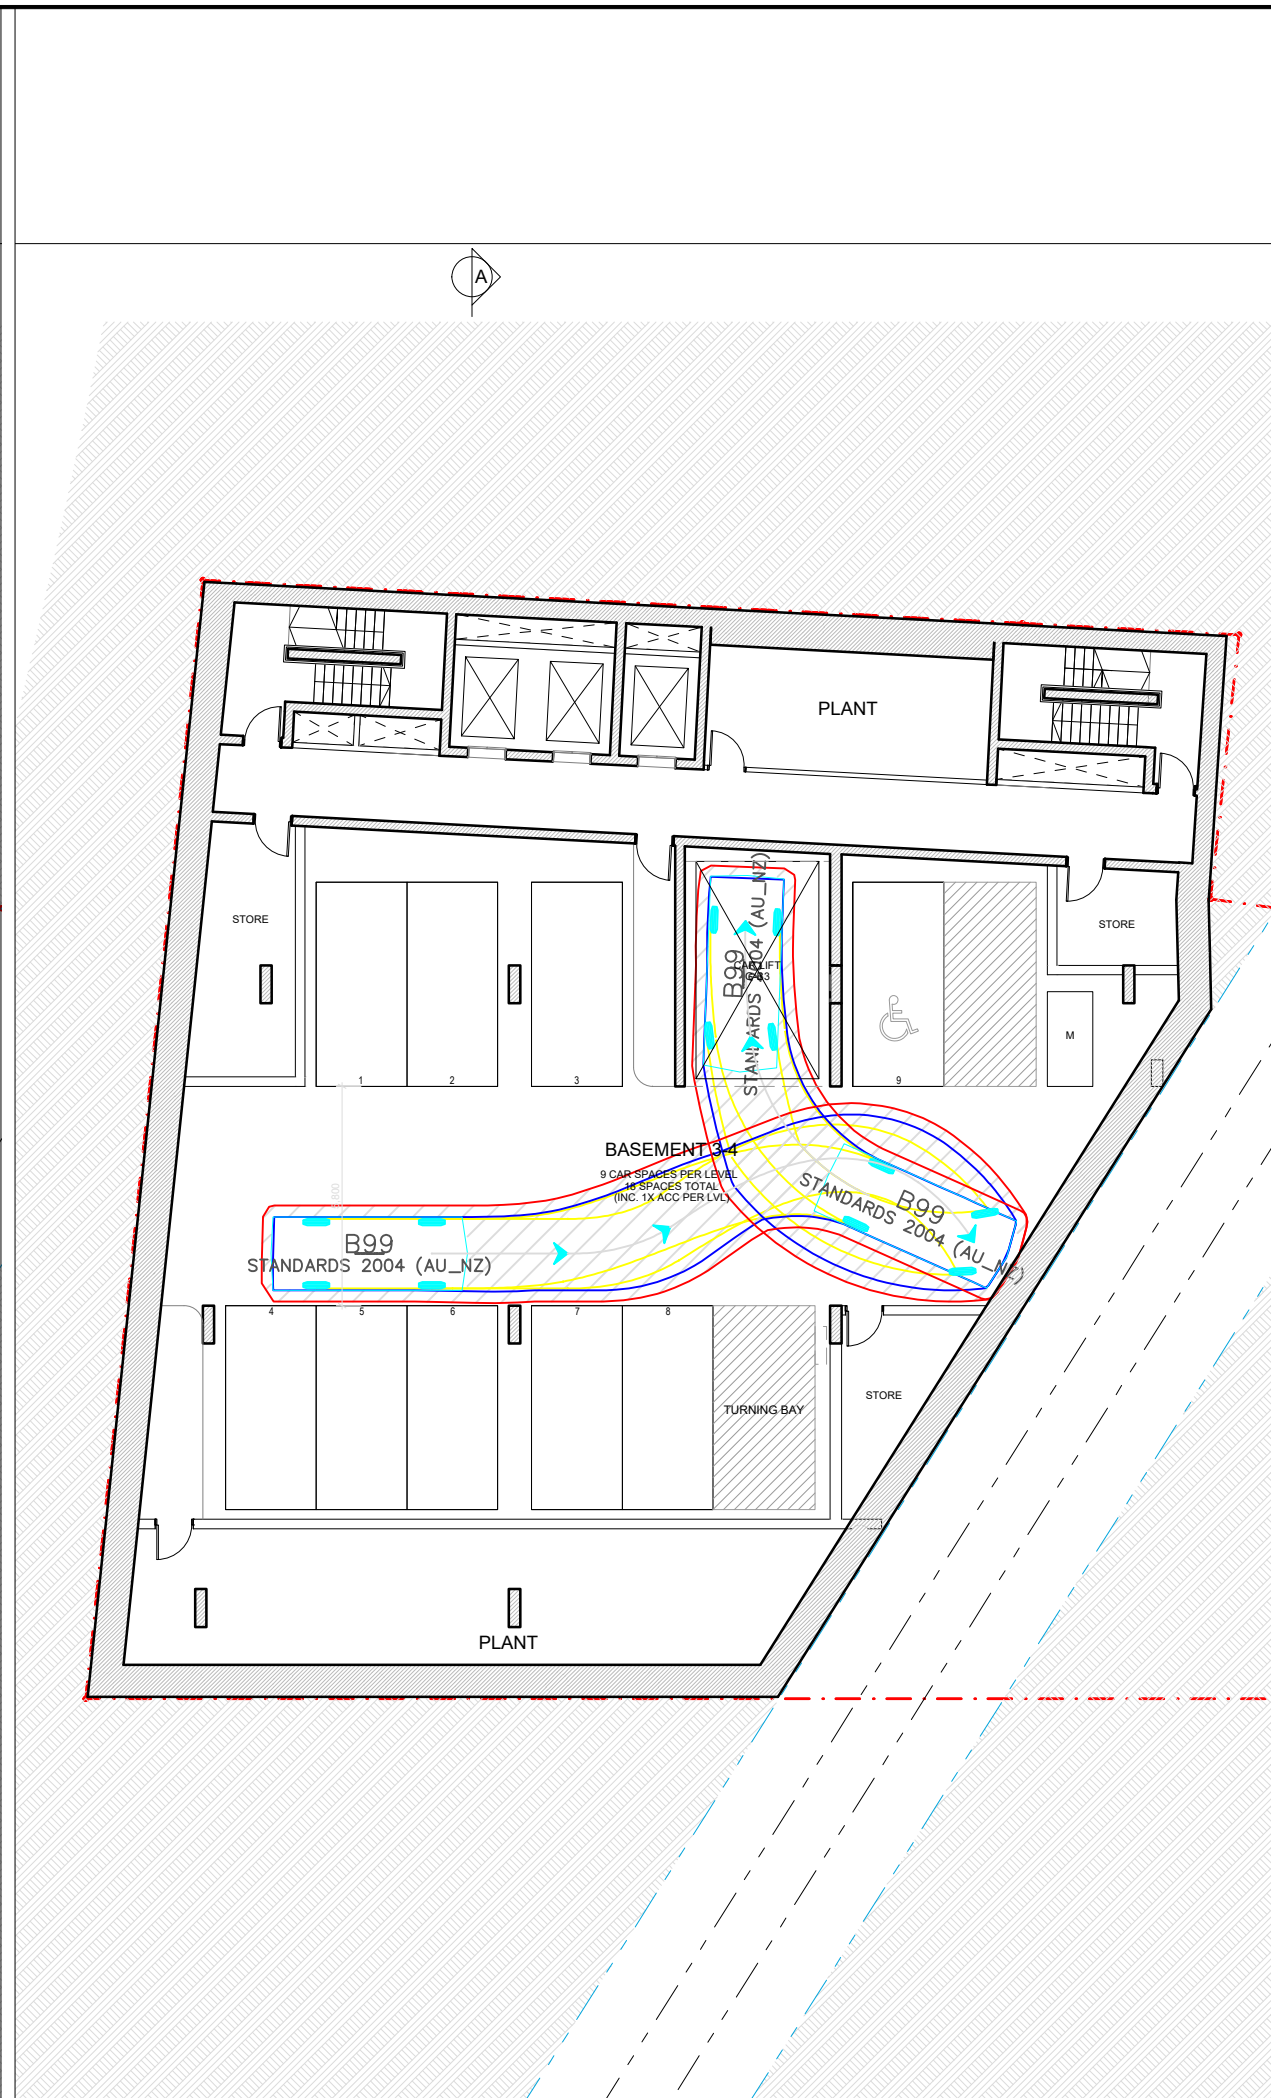 A
PLANT
STORE
STORE
B99
STANDARDS 2004 (AU_NZ)
CAR LIFT
M
1
2
3
9
BASEMENT 3-4
9 CAR SPACES PER LEVEL
18 SPACES TOTAL
(INC. 1X ACC PER LVL)
B99
STANDARDS 2004 (AU_NZ)
B99
STANDARDS 2004 (AU_NZ)
4
5
6
7
8
TURNING BAY
STORE
PLANT